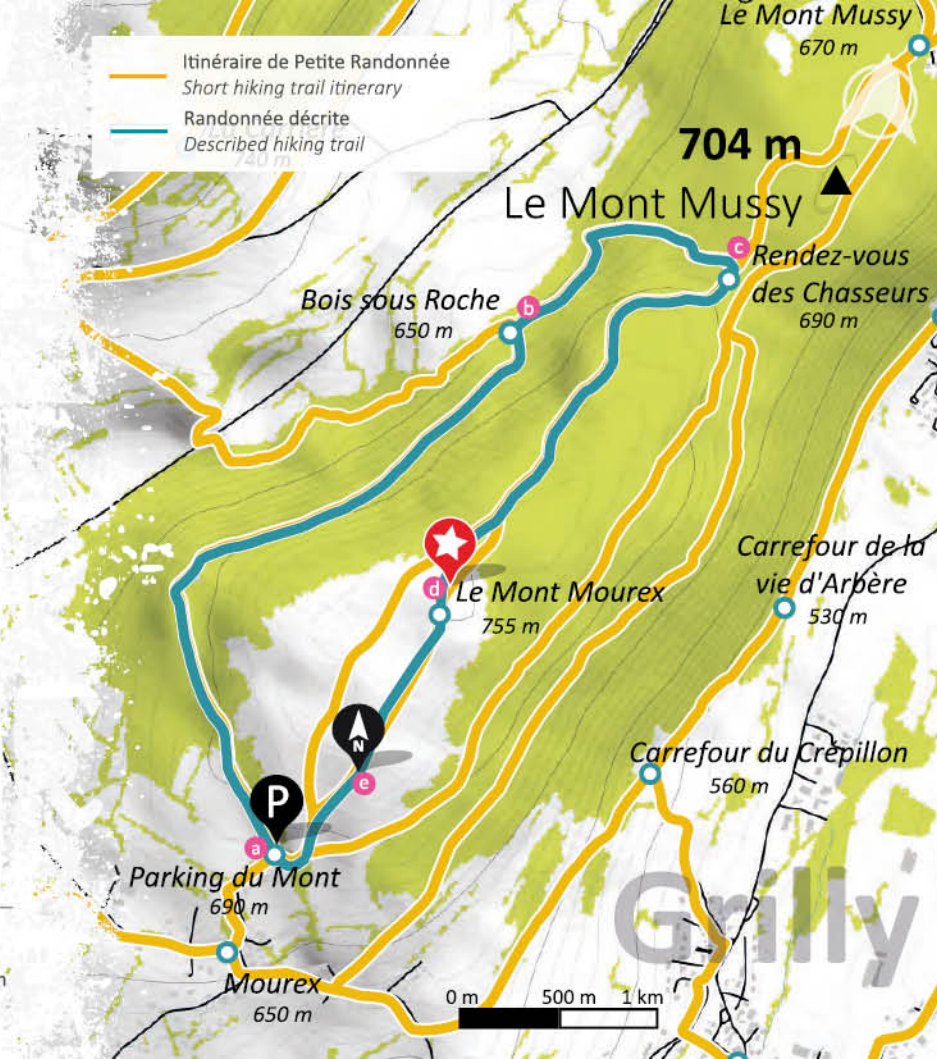 Le Mont Mussy
670 m
Itinéraire de Petite Randonnée
Short hiking trail itinerary
Randonnée décrite
Described hiking trail
740 m
704 m
Le Mont Mussy
c
Rendez-vous
des Chasseurs
690 m
Bois sous Roche
650 m
b
Carrefour de la
vie d'Arbère
530 m
d
Le Mont Mourex
755 m
N
e
Carrefour du Crépillon
560 m
P
a
Parking du Mont
690 m
Grilly
Mourex
650 m
0 m 500 m 1 km